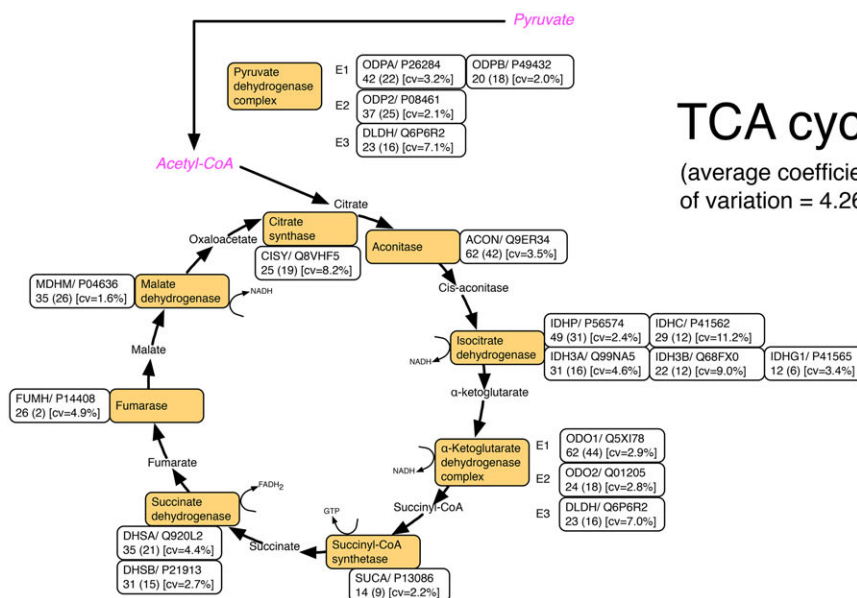 Pyruvate
Pyruvate
dehydrogenase
complex
E1
ODPA/ P26284
42 (22) [cv=3.2%]
ODPB/ P49432
20 (18) [cv=2.0%]
E2
ODP2/ P08461
37 (25) [cv=2.1%]
E3
DLDH/ Q6P6R2
23 (16) [cv=7.1%]
TCA cyc
(average coefficie
of variation = 4.26
Acetyl-CoA
Citrate
Oxaloacetate
Citrate
synthase
CISY/ Q8VHF5
25 (19) [cv=8.2%]
Aconitase
ACON/ Q9ER34
62 (42) [cv=3.5%]
MDHM/ P04636
35 (26) [cv=1.6%]
Malate
dehydrogenase
NADH
Cis-aconitase
Isocitrate
dehydrogenase
NADH
IDHP/ P56574
49 (31) [cv=2.4%]
IDHC/ P41562
29 (12) [cv=11.2%]
IDH3A/ Q99NA5
31 (16) [cv=4.6%]
IDH3B/ Q68FX0
22 (12) [cv=9.0%]
IDHG1/ P41565
12 (6) [cv=3.4%]
Malate
α-ketoglutarate
FUMH/ P14408
26 (2) [cv=4.9%]
Fumarase
α-Ketoglutarate
dehydrogenase
complex
NADH
E1
ODO1/ Q5XI78
62 (44) [cv=2.9%]
E2
ODO2/ Q01205
24 (18) [cv=2.8%]
E3
DLDH/ Q6P6R2
23 (16) [cv=7.0%]
Fumarate
FADH2
Succinate
dehydrogenase
DHSA/ Q920L2
35 (21) [cv=4.4%]
DHSB/ P21913
31 (15) [cv=2.7%]
Succinyl-CoA
GTP
Succinate
Succinyl-CoA
synthetase
SUCA/ P13086
14 (9) [cv=2.2%]